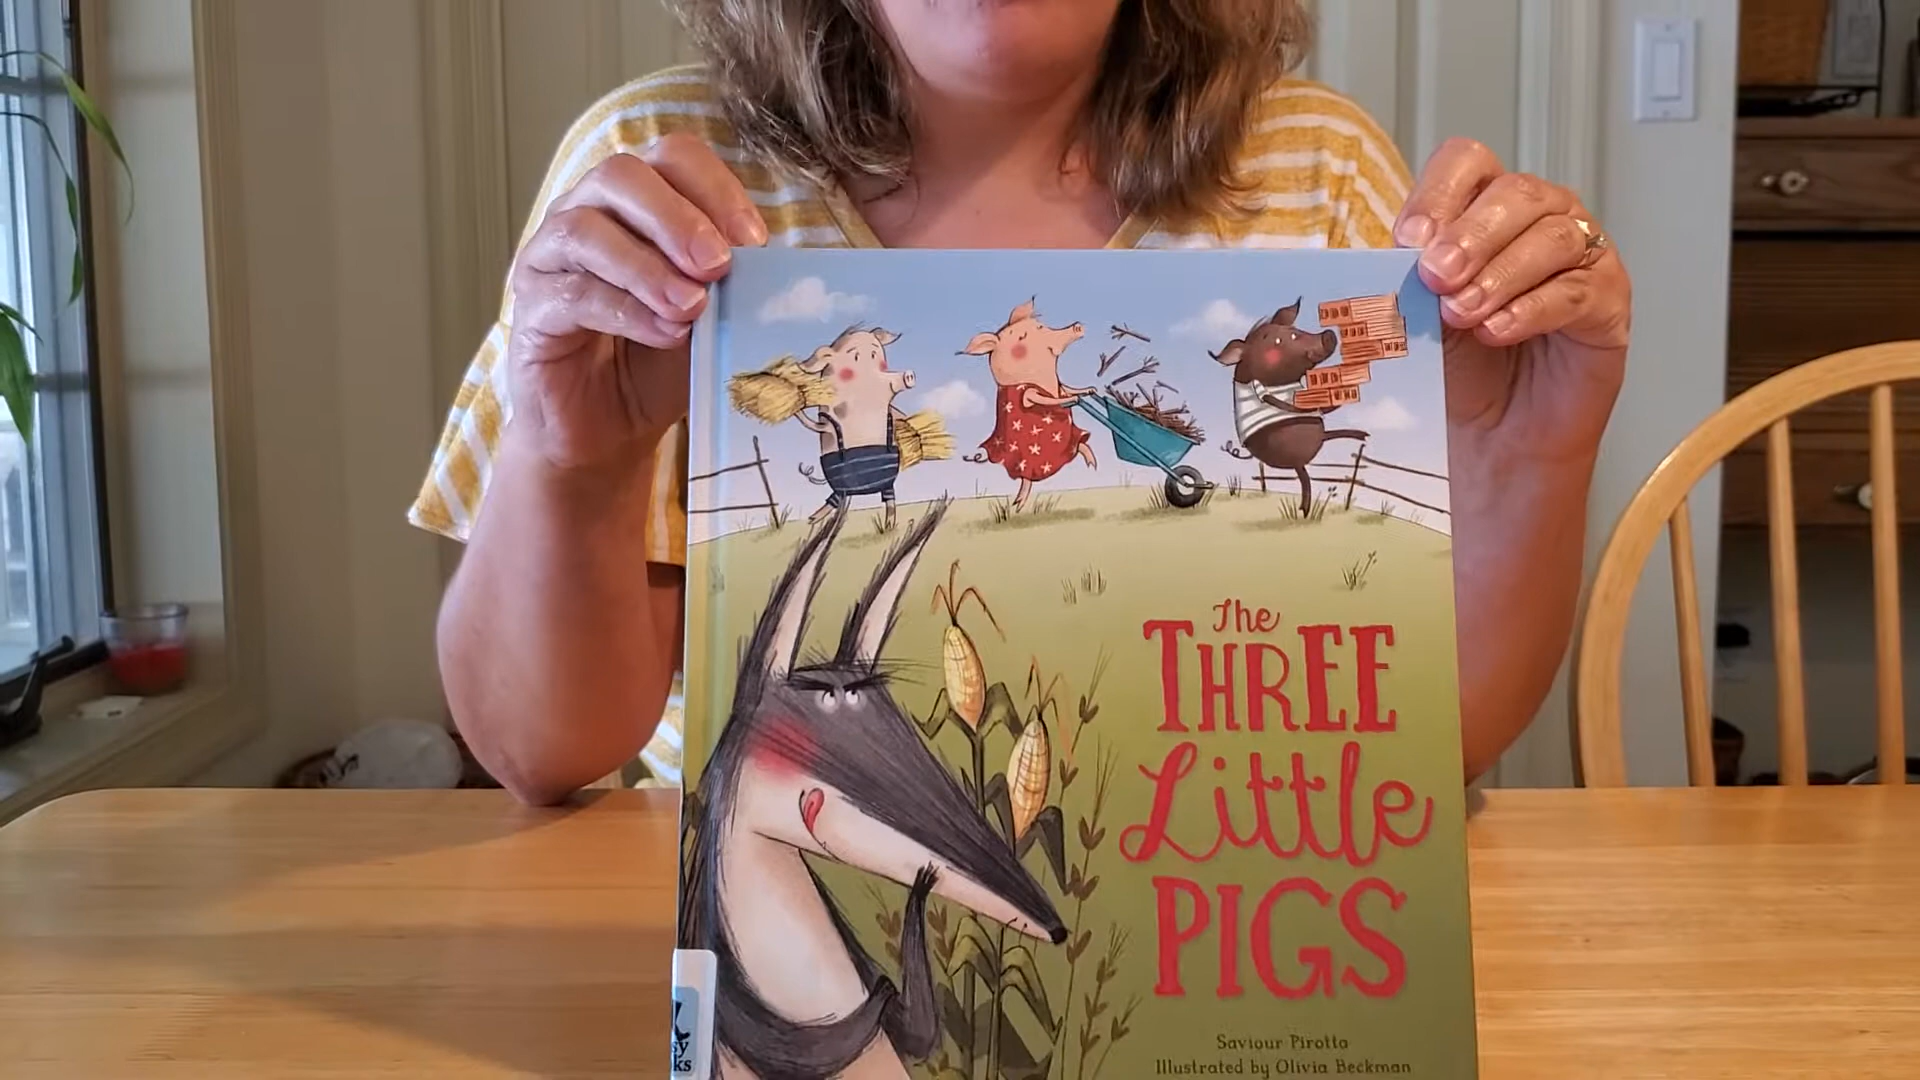 The
THREE
Little
PIGS
Saviour Pirotta
Illustrated by Olivia Beckman